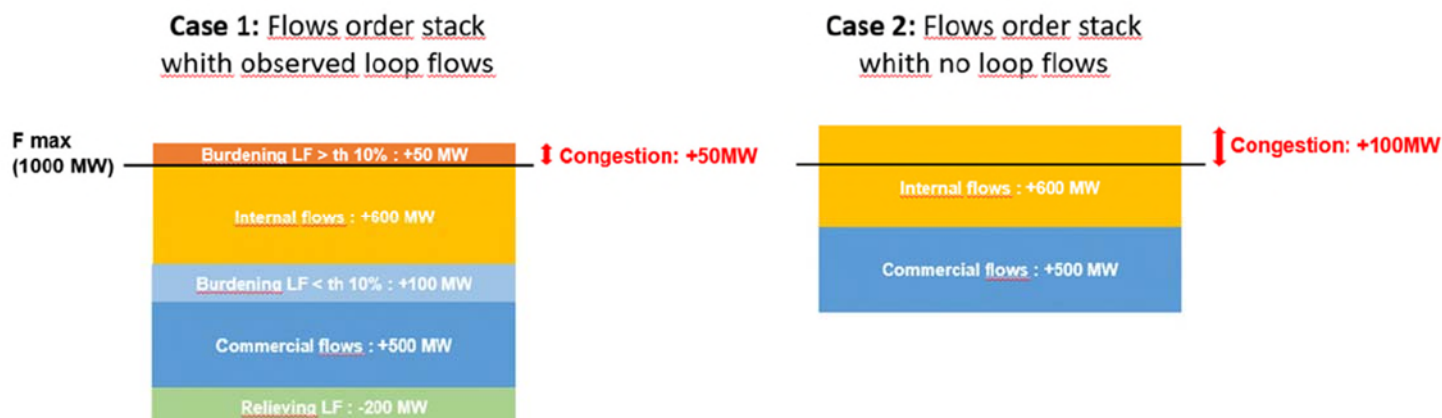 Case 1: Flows order stack
whith observed loop flows
F max
(1000 MW)
Burdening LF > th 10% : +50 MW
Congestion: +50MW
Internal flows : +600 MW
Burdening LF < th 10% : +100 MW
Commercial flows : +500 MW
Relieving LF : -200 MW
Case 2: Flows order stack
whith no loop flows
Congestion: +100MW
Internal flows : +600 MW
Commercial flows : +500 MW